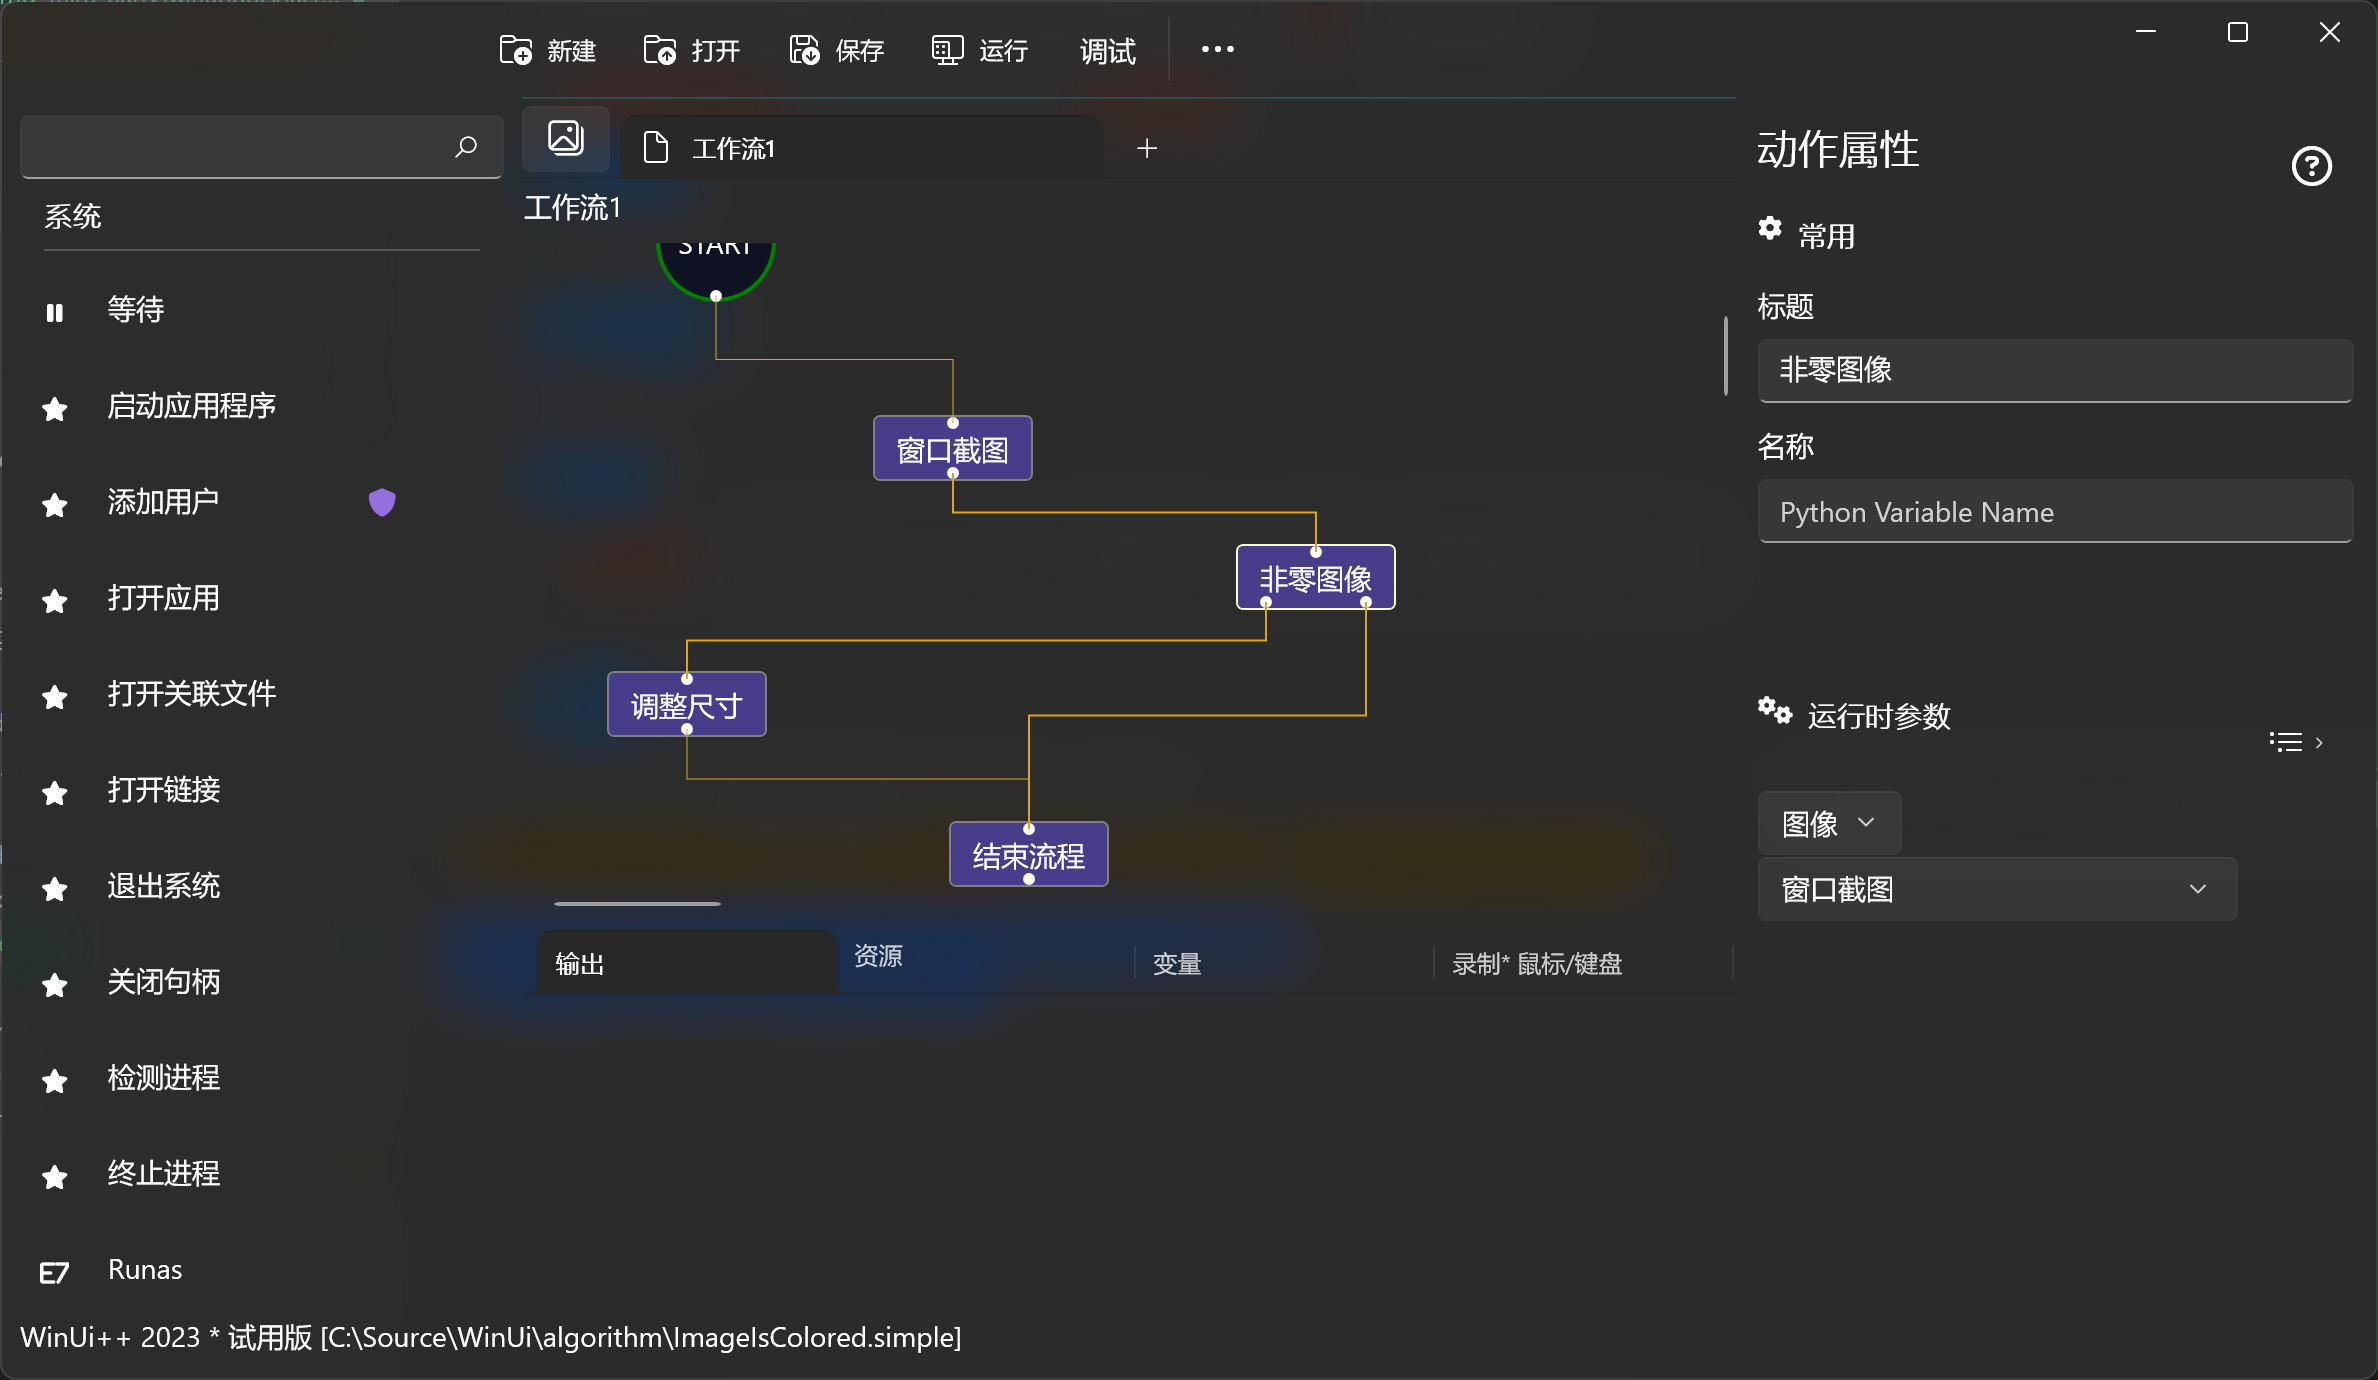 新建
打开
保存
运行
调试
工作流1
系统
等待
启动应用程序
添加用户
打开应用
打开关联文件
打开链接
退出系统
关闭句柄
检测进程
终止进程
Runas
工作流1
START
窗口截图
非零图像
调整尺寸
结束流程
输出
资源
变量
录制* 鼠标/键盘
动作属性
常用
标题
非零图像
名称
Python Variable Name
运行时参数
图像
窗口截图
WinUi++ 2023 * 试用版 [C:\Source\WinUi\algorithm\ImageIsColored.simple]